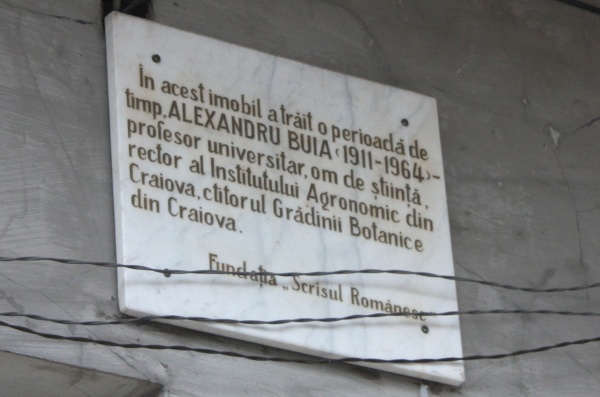 În acest imobil a trăit o perioadă de
timp, ALEXANDRU BUIA (1911-1964)-
profesor universitar, om de știință,
rector al Institutului Agronomic din
Craiova, ctitorul Grădinii Botanice
din Craiova.
Fundația „Scrisul Românesc"